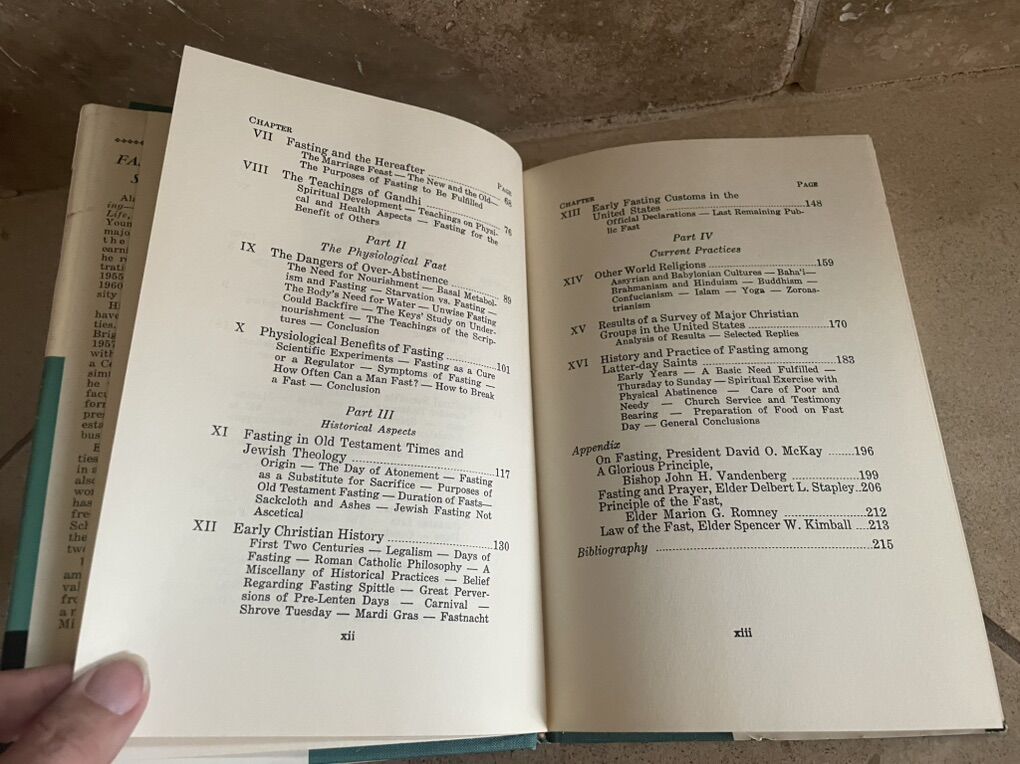 CHAPTER
PAGE
VII Fasting and the Hereafter ........ 68
The Marriage Feast — The New and the Old—
The Purposes of Fasting to Be Fulfilled
VIII The Teachings of Gandhi ........ 76
Spiritual Development — Teachings on Physi-
cal and Health Aspects — Fasting for the
Benefit of Others
Part II
The Physiological Fast
IX The Dangers of Over-Abstinence ........ 89
The Need for Nourishment — Basal Metabol-
ism and Fasting — Starvation vs. Fasting —
The Body's Need for Water — Unwise Fasting
Could Backfire — The Keys' Study on Under-
nourishment — The Teachings of the Scrip-
tures — Conclusion
X Physiological Benefits of Fasting ........ 101
Scientific Experiments — Fasting as a Cure
or a Regulator — Symptoms of Fasting —
How Often Can a Man Fast? — How to Break
a Fast — Conclusion
Part III
Historical Aspects
XI Fasting in Old Testament Times and
Jewish Theology ........ 117
Origin — The Day of Atonement — Fasting
as a Substitute for Sacrifice — Purposes of
Old Testament Fasting — Duration of Fasts—
Sackcloth and Ashes — Jewish Fasting Not
Ascetical
XII Early Christian History ........ 130
First Two Centuries — Legalism — Days of
Fasting — Roman Catholic Philosophy — A
Miscellany of Historical Practices — Belief
Regarding Fasting Spittle — Great Perver-
sions of Pre-Lenten Days — Carnival —
Shrove Tuesday — Mardi Gras — Fastnacht
xii
CHAPTER PAGE
XIII Early Fasting Customs in the
United States ........ 148
Official Declarations — Last Remaining Pub-
lic Fast
Part IV
Current Practices
XIV Other World Religions ........ 159
Assyrian and Babylonian Cultures — Baha'i—
Brahmanism and Hinduism — Buddhism —
Confucianism — Islam — Yoga — Zoroas-
trianism
XV Results of a Survey of Major Christian
Groups in the United States ........ 170
Analysis of Results — Selected Replies
XVI History and Practice of Fasting among
Latter-day Saints ........ 183
Early Years — A Basic Need Fulfilled —
Thursday to Sunday — Spiritual Exercise with
Physical Abstinence — Care of Poor and
Needy — Church Service and Testimony
Bearing — Preparation of Food on Fast
Day — General Conclusions
Appendix
On Fasting, President David O. McKay ........ 196
A Glorious Principle,
Bishop John H. Vandenberg ........ 199
Fasting and Prayer, Elder Delbert L. Stapley..206
Principle of the Fast,
Elder Marion G. Romney ........ 212
Law of the Fast, Elder Spencer W. Kimball ....213
Bibliography ........ 215
xiii